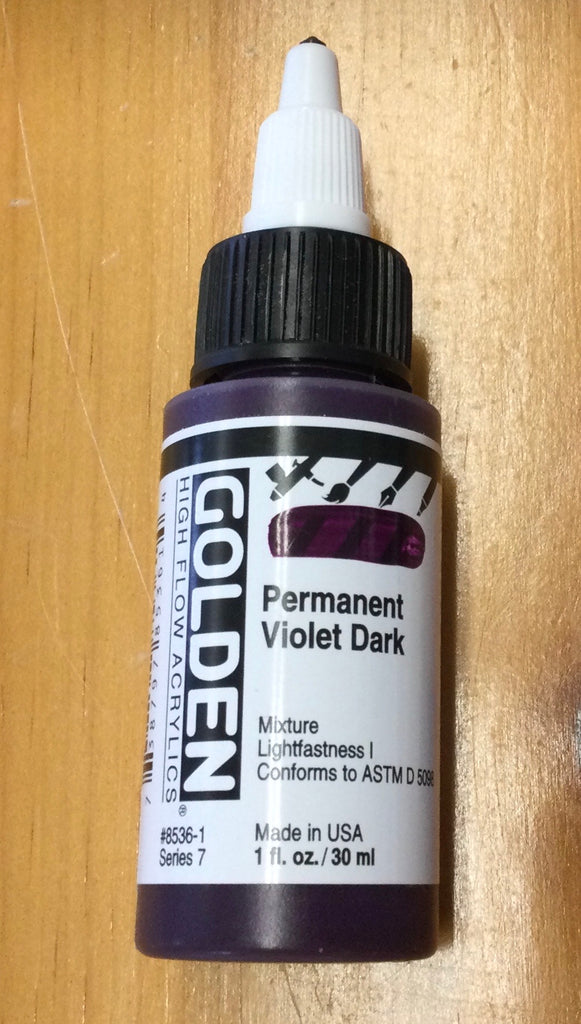 GOLDEN
HIGH FLOW ACRYLICS®
Permanent
Violet Dark
Mixture
Lightfastness I
Conforms to ASTM D 5098
#8536-1
Series 7
Made in USA
1 fl. oz./30 ml